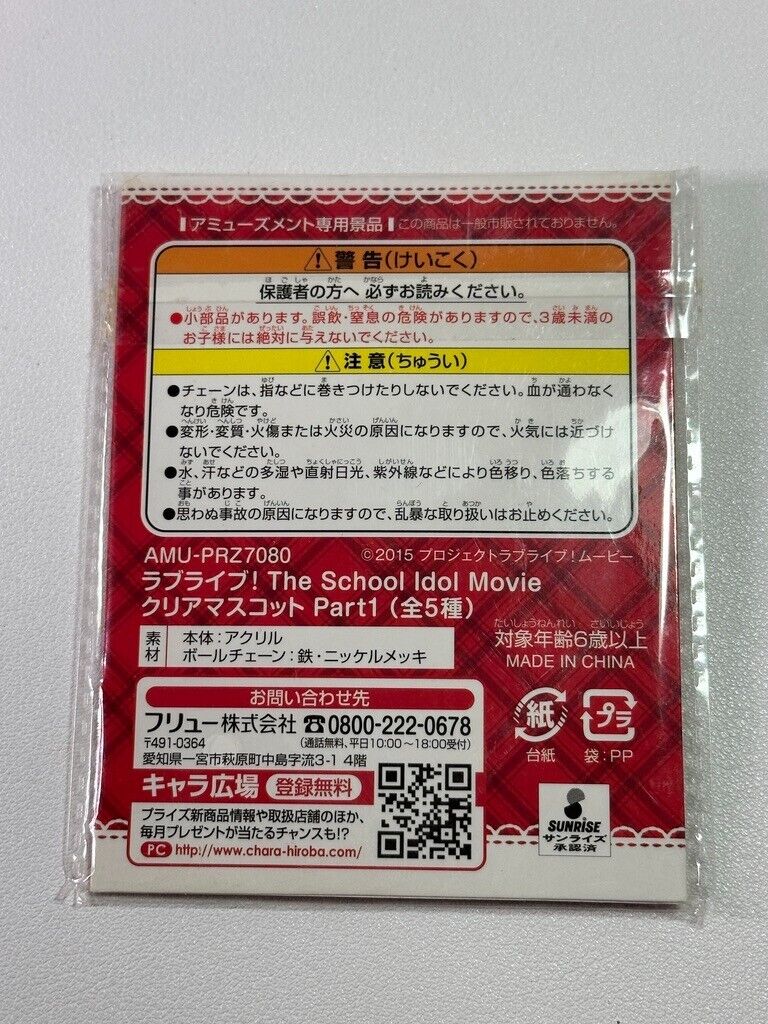 アミューズメント専用景品 この商品は一般市販されておりません。
警告(けいこく)
保護者の方へ 必ずお読みください。
●小部品があります。誤飲・窒息の危険がありますので、3歳未満の
お子様には絶対に与えないでください。
注意(ちゅうい)
●チェーンは、指などに巻きつけたりしないでください。血が通わなく
なり危険です。
●変形・変質・火傷または火災の原因になりますので、火気には近づけ
ないでください。
●水、汗などの多湿や直射日光、紫外線などにより色移り、色落ちする
事があります。
●思わぬ事故の原因になりますので、乱暴な取り扱いはお止めください。
AMU-PRZ7080 ©2015 プロジェクトラブライブ!ムービー
ラブライブ! The School Idol Movie
クリアマスコット Part1 (全5種)
素材 本体:アクリル
ボールチェーン:鉄・ニッケルメッキ
たいしょうねんれい さいいじょう
対象年齢6歳以上
MADE IN CHINA
お問い合わせ先
フリュー株式会社 ☎0800-222-0678
〒491-0364 (通話無料、平日10:00~18:00受付)
愛知県一宮市萩原町中島字流3-1 4階
キャラ広場 登録無料
プライズ新商品情報や取扱店舗のほか、
毎月プレゼントが当たるチャンスも!?
PC http://www.chara-hiroba.com/
紙 プラ
台紙 袋:PP
SUNRISE
サンライズ
承認済